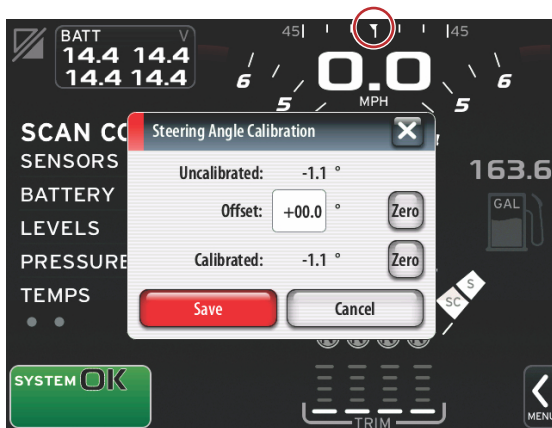 BATT V
14.4 14.4
14.4 14.4
45 45
0.0
MPH
6 6
5 5
SCAN CO
Steering Angle Calibration
SENSORS
BATTERY
LEVELS
PRESSURE
TEMPS
Uncalibrated: -1.1 °
Offset: +00.0 ° Zero
Calibrated: -1.1 ° Zero
Save Cancel
163.6
GAL
S
SC
SYSTEM OK
TRIM
MENU